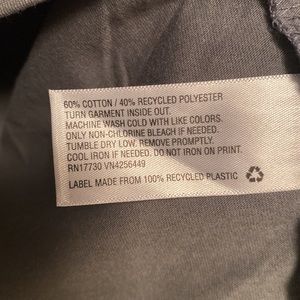 60% COTTON / 40% RECYCLED POLYESTER
TURN GARMENT INSIDE OUT.
MACHINE WASH COLD WITH LIKE COLORS.
ONLY NON-CHLORINE BLEACH IF NEEDED.
TUMBLE DRY LOW. REMOVE PROMPTLY.
COOL IRON IF NEEDED. DO NOT IRON ON PRINT.
RN17730 VN4256449
LABEL MADE FROM 100% RECYCLED PLASTIC